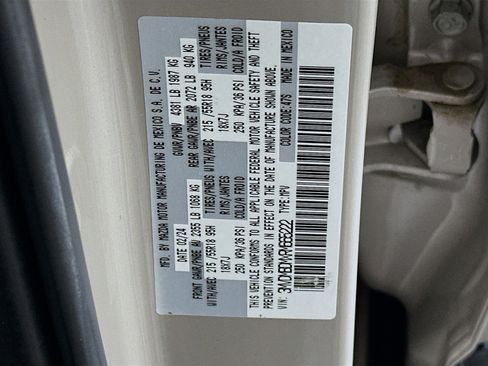 MFD. BY MAZDA MOTOR MANUFACTURING DE MEXICO S.A. DE C.V.
DATE: 02/24 GVWR/PNBV 4381 LB 1987 KG
FRONT GAWR/PNBE AV 2355 LB 1068 KG REAR GAWR/PNBE AR 2072 LB 940 KG
WITH/AVEC 215/55R18 95H TIRES/PNEUS WITH/AVEC 215/55R18 95H TIRES/PNEUS
18X7J RIMS/JANTES 18X7J RIMS/JANTES
250 KPA/36 PSI COLD/A FROID 250 KPA/36 PSI COLD/A FROID
THIS VEHICLE CONFORMS TO ALL APPLICABLE FEDERAL MOTOR VEHICLE SAFETY AND THEFT
PREVENTION STANDARDS IN EFFECT ON THE DATE OF MANUFACTURE SHOWN ABOVE.
VIN: TYPE: MPV COLOR CODE: 47S MADE IN MEXICO